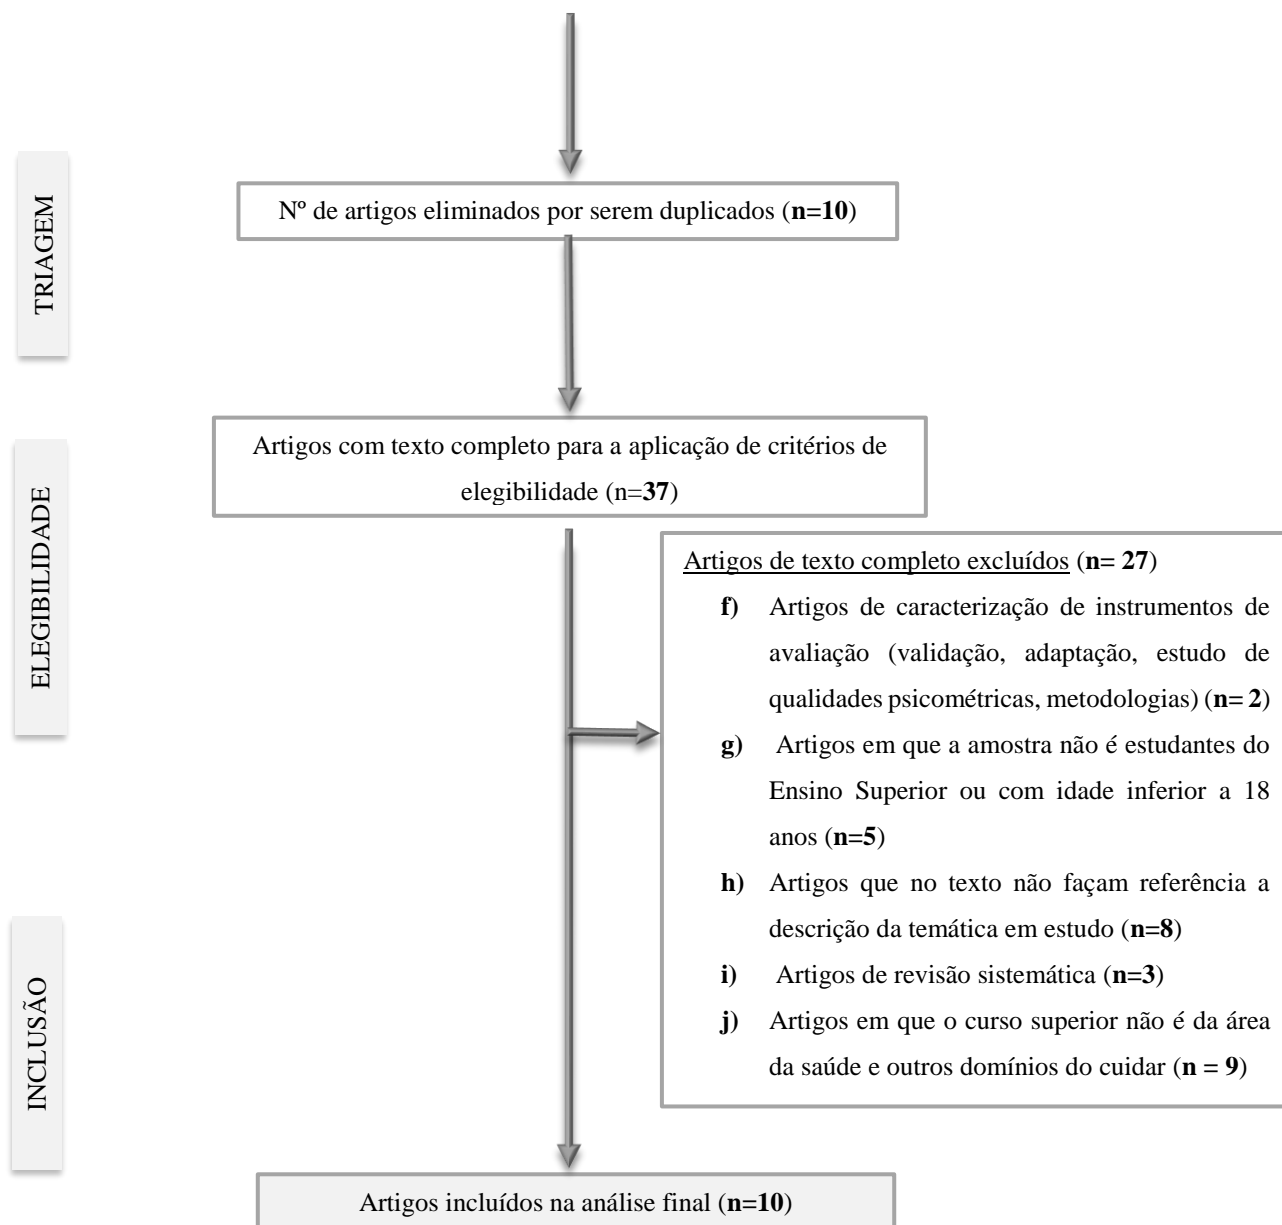 TRIAGEM
Nº de artigos eliminados por serem duplicados (n=10)
ELEGIBILIDADE
Artigos com texto completo para a aplicação de critérios de
elegibilidade (n=37)
Artigos de texto completo excluídos (n= 27)
f) Artigos de caracterização de instrumentos de
avaliação (validação, adaptação, estudo de
qualidades psicométricas, metodologias) (n= 2)
g) Artigos em que a amostra não é estudantes do
Ensino Superior ou com idade inferior a 18
anos (n=5)
h) Artigos que no texto não façam referência a
descrição da temática em estudo (n=8)
i) Artigos de revisão sistemática (n=3)
j) Artigos em que o curso superior não é da área
da saúde e outros domínios do cuidar (n = 9)
INCLUSÃO
Artigos incluídos na análise final (n=10)